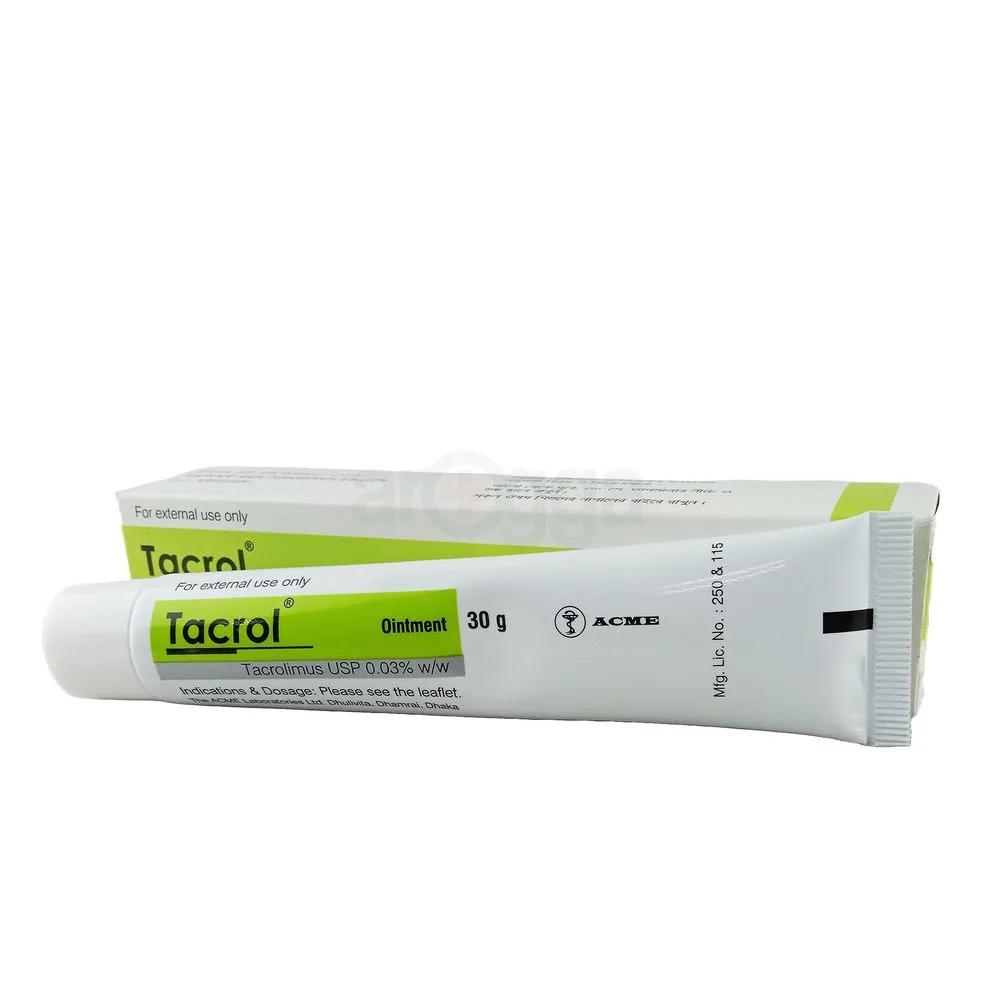 For external use only
Tacrol®
arogga
For external use only
Tacrol®
Ointment
30 g
ACME
Tacrolimus USP 0.03% w/w
Indications & Dosage: Please see the leaflet.
The ACME Laboratories Ltd. Dhulivita, Dhamrai, Dhaka
Mfg. Lic. No. : 250 & 115